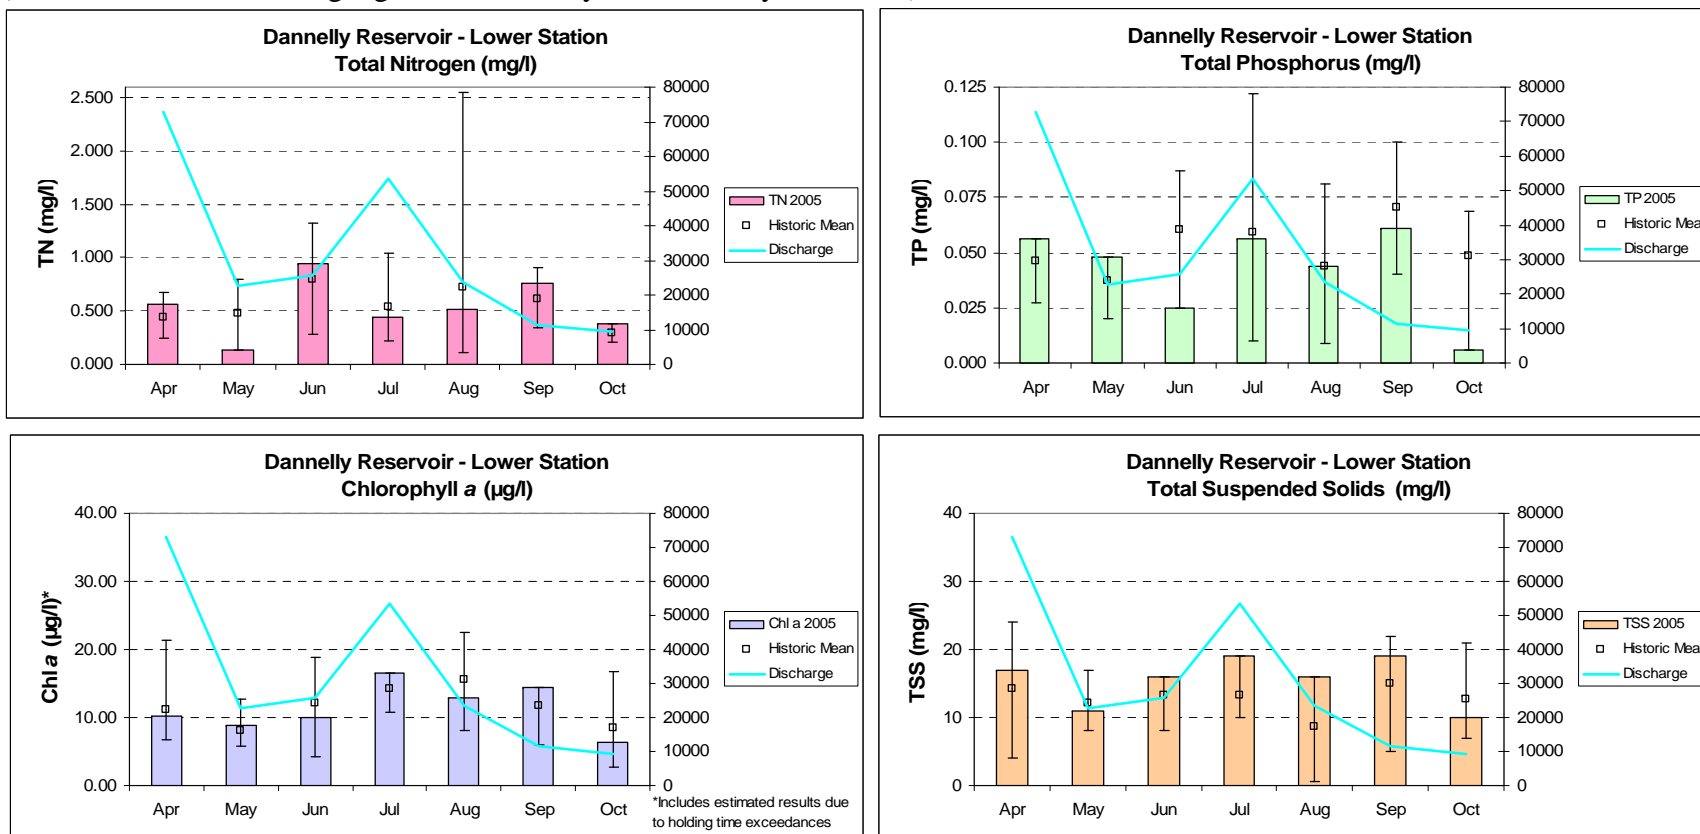 Dannelly Reservoir - Lower Station
Total Nitrogen (mg/l)
TN (mg/l)
2.500
2.000
1.500
1.000
0.500
0.000
80000
70000
60000
50000
40000
30000
20000
10000
0
Apr May Jun Jul Aug Sep Oct
TN 2005
Historic Mean
Discharge
Dannelly Reservoir - Lower Station
Total Phosphorus (mg/l)
TP (mg/l)
0.125
0.100
0.075
0.050
0.025
0.000
80000
70000
60000
50000
40000
30000
20000
10000
0
Apr May Jun Jul Aug Sep Oct
TP 2005
Historic Mean
Discharge
Dannelly Reservoir - Lower Station
Chlorophyll a (µg/l)
Chl a (µg/l)*
40.00
30.00
20.00
10.00
0.00
80000
70000
60000
50000
40000
30000
20000
10000
0
Apr May Jun Jul Aug Sep Oct
Chl a 2005
Historic Mean
Discharge
*Includes estimated results due
to holding time exceedances
Dannelly Reservoir - Lower Station
Total Suspended Solids (mg/l)
TSS (mg/l)
40
30
20
10
0
80000
70000
60000
50000
40000
30000
20000
10000
0
Apr May Jun Jul Aug Sep Oct
TSS 2005
Historic Mean
Discharge